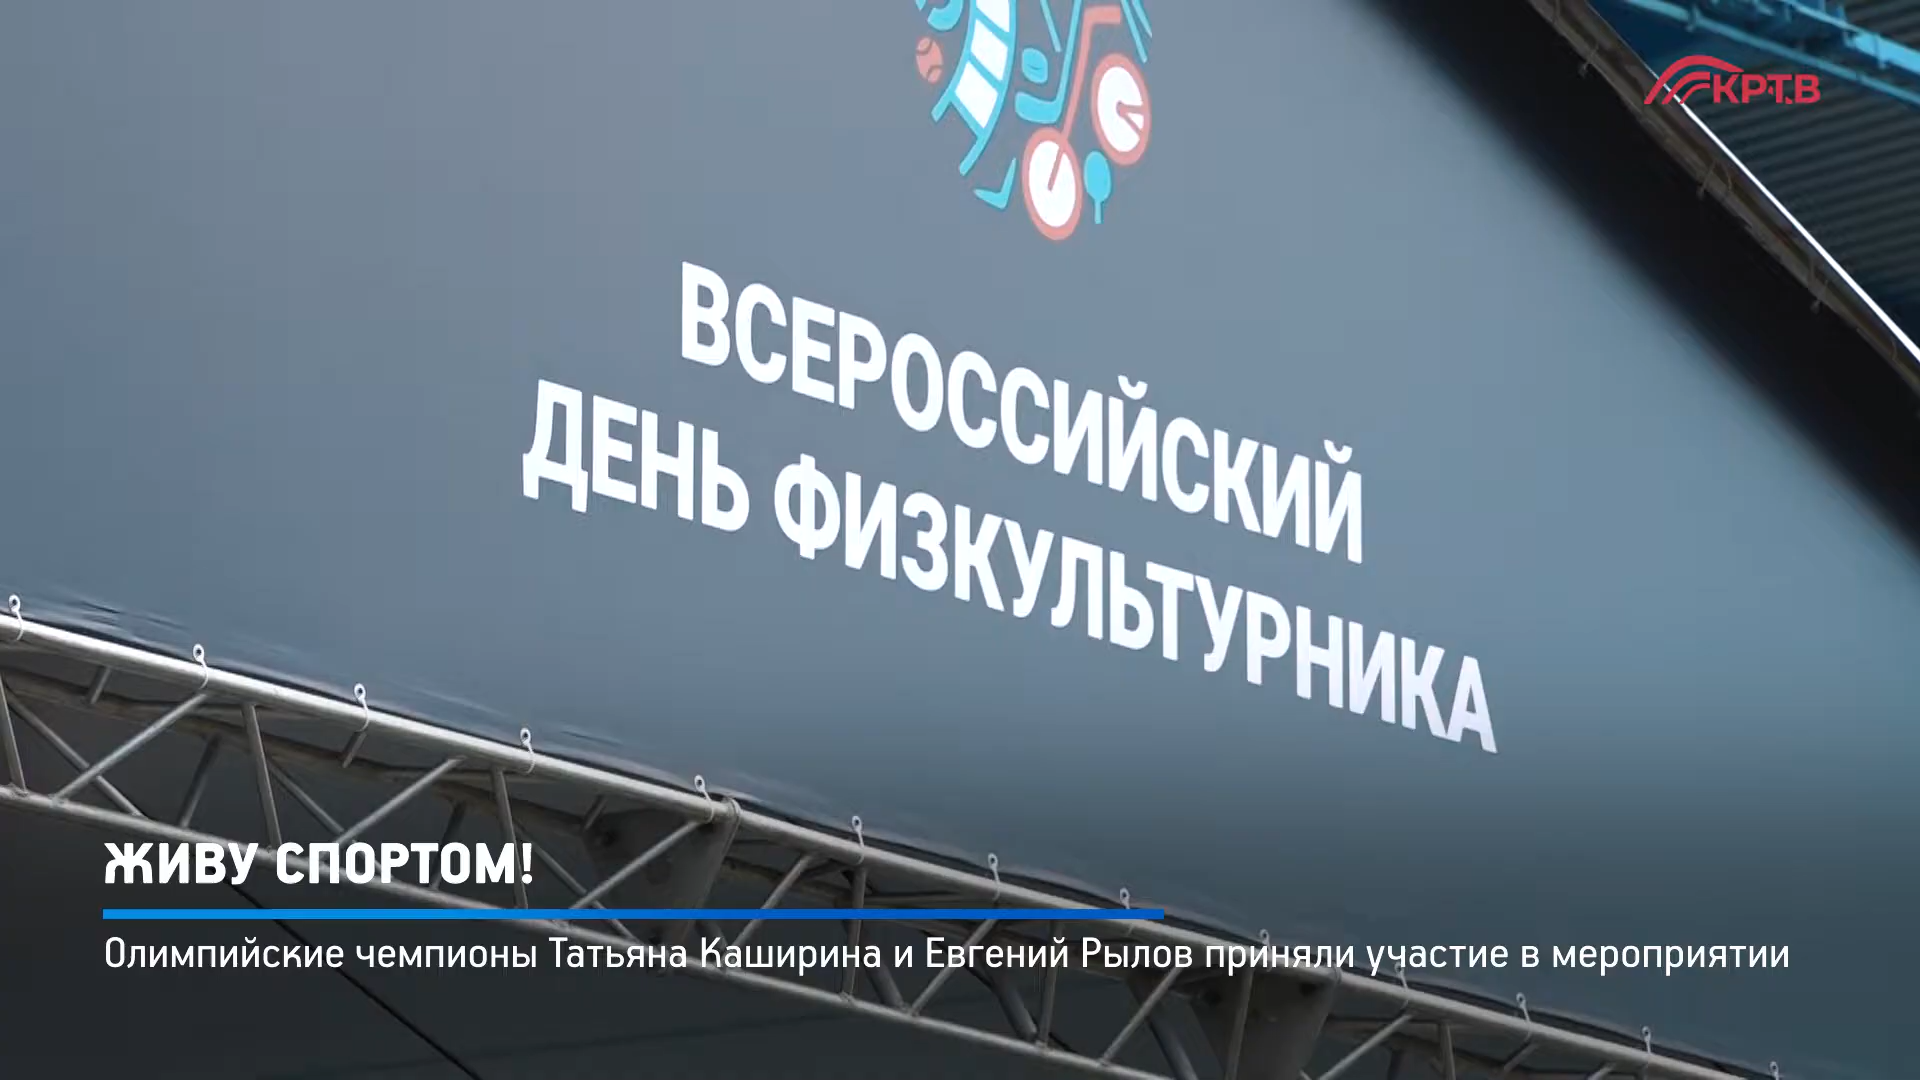 КРТВ
ВСЕРОССИЙСКИЙ
ДЕНЬ ФИЗКУЛЬТУРНИКА
ЖИВУ СПОРТОМ!
Олимпийские чемпионы Татьяна Каширина и Евгений Рылов приняли участие в мероприятии